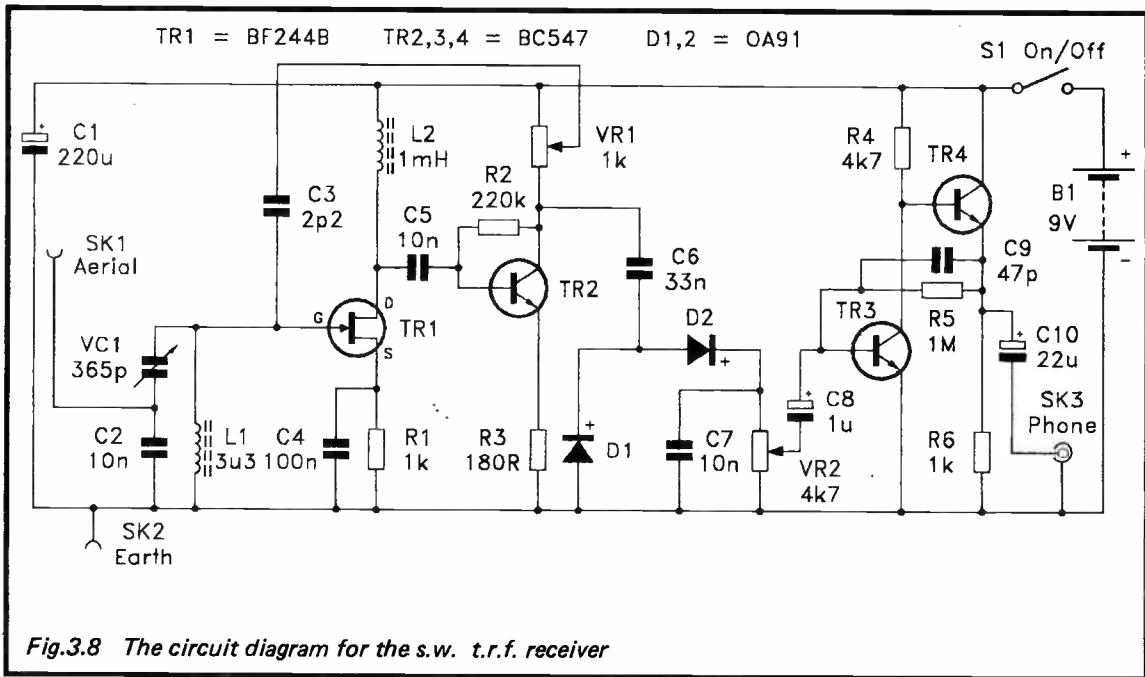 TR1 = BF244B TR2,3,4 = BC547 D1,2 = OA91
S1 On/Off
+
C1
220u
L2
1mH
VR1
1k
R4
4k7
TR4
+
B1
9V
−
C3
2p2
R2
220k
C5
10n
SK1
Aerial
C6
33n
C9
47p
D
G
TR1
S
TR2
TR3
R5
1M
+
C10
22u
VC1
365p
D2
+
C8
1u
SK3
Phone
C2
10n
L1
3u3
C4
100n
R1
1k
R3
180R
+
D1
C7
10n
VR2
4k7
R6
1k
SK2
Earth
Fig.3.8 The circuit diagram for the s.w. t.r.f. receiver